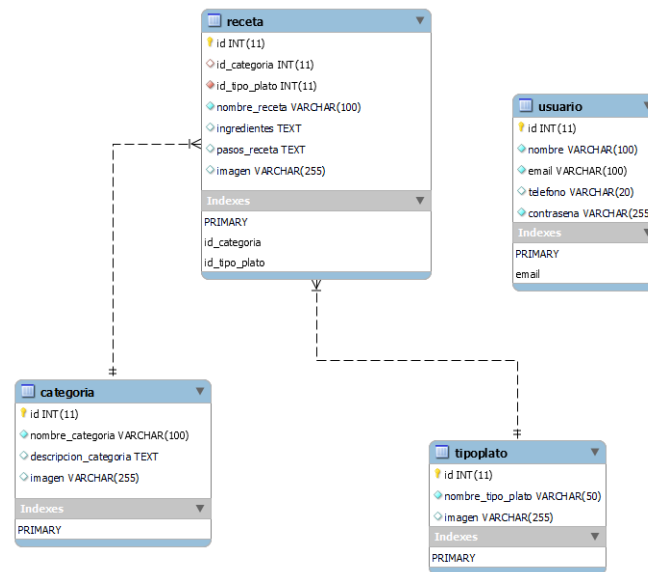 receta
id INT(11)
id_categoria INT(11)
id_tipo_plato INT(11)
nombre_receta VARCHAR(100)
ingredientes TEXT
pasos_receta TEXT
imagen VARCHAR(255)
Indexes
PRIMARY
id_categoria
id_tipo_plato
usuario
id INT(11)
nombre VARCHAR(100)
email VARCHAR(100)
telefono VARCHAR(20)
contrasena VARCHAR(255
Indexes
PRIMARY
email
categoria
id INT(11)
nombre_categoria VARCHAR(100)
descripcion_categoria TEXT
imagen VARCHAR(255)
Indexes
PRIMARY
tipoplato
id INT(11)
nombre_tipo_plato VARCHAR(50)
imagen VARCHAR(255)
Indexes
PRIMARY